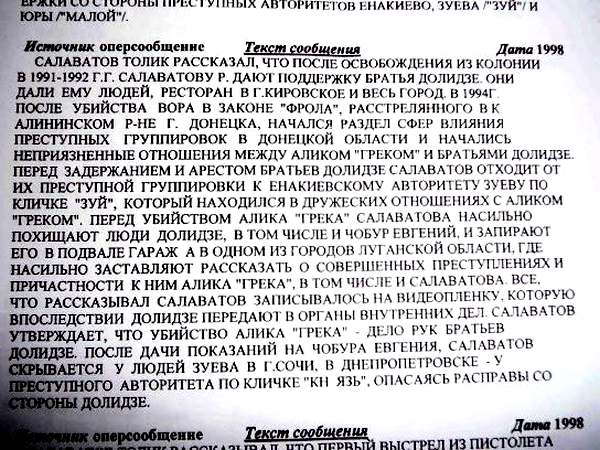 ЕРЖКИ СО СТОРОНЫ ПРЕСТУПНЫХ АВТОРИТЕТОВ ЕНАКИЕВО, ЗУЕВА /"ЗУЙ"/ И
ЮРЫ /"МАЛОЙ"/.
Источник оперсообщение Текст сообщения Дата 1998
САЛАВАТОВ ТОЛИК РАССКАЗАЛ, ЧТО ПОСЛЕ ОСВОБОЖДЕНИЯ ИЗ КОЛОНИИ
В 1991-1992 Г.Г. САЛАВАТОВУ Р. ДАЮТ ПОДДЕРЖКУ БРАТЬЯ ДОЛИДЗЕ. ОНИ
ДАЛИ ЕМУ ЛЮДЕЙ, РЕСТОРАН В Г.КИРОВСКОЕ И ВЕСЬ ГОРОД. В 1994Г.
ПОСЛЕ УБИЙСТВА ВОРА В ЗАКОНЕ "ФРОЛА", РАССТРЕЛЯННОГО В К
АЛИНИНСКОМ Р-НЕ Г. ДОНЕЦКА, НАЧАЛСЯ РАЗДЕЛ СФЕР ВЛИЯНИЯ
ПРЕСТУПНЫХ ГРУППИРОВОК В ДОНЕЦКОЙ ОБЛАСТИ И НАЧАЛИСЬ
НЕПРИЯЗНЕННЫЕ ОТНОШЕНИЯ МЕЖДУ АЛИКОМ "ГРЕКОМ" И БРАТЬЯМИ ДОЛИДЗЕ.
ПЕРЕД ЗАДЕРЖАНИЕМ И АРЕСТОМ БРАТЬЕВ ДОЛИДЗЕ САЛАВАТОВ ОТХОДИТ ОТ
ИХ ПРЕСТУПНОЙ ГРУППИРОВКИ К ЕНАКИЕВСКОМУ АВТОРИТЕТУ ЗУЕВУ ПО
КЛИЧКЕ "ЗУЙ", КОТОРЫЙ НАХОДИЛСЯ В ДРУЖЕСКИХ ОТНОШЕНИЯХ С АЛИКОМ
"ГРЕКОМ". ПЕРЕД УБИЙСТВОМ АЛИКА "ГРЕКА" САЛАВАТОВА НАСИЛЬНО
ПОХИЩАЮТ ЛЮДИ ДОЛИДЗЕ, В ТОМ ЧИСЛЕ И ЧОБУР ЕВГЕНИЙ, И ЗАПИРАЮТ
ЕГО В ПОДВАЛЕ ГАРАЖ А В ОДНОМ ИЗ ГОРОДОВ ЛУГАНСКОЙ ОБЛАСТИ, ГДЕ
НАСИЛЬНО ЗАСТАВЛЯЮТ РАССКАЗАТЬ О СОВЕРШЕННЫХ ПРЕСТУПЛЕНИЯХ И
ПРИЧАСТНОСТИ К НИМ АЛИКА "ГРЕКА", В ТОМ ЧИСЛЕ И САЛАВАТОВА. ВСЕ,
ЧТО РАССКАЗЫВАЛ САЛАВАТОВ ЗАПИСЫВАЛОСЬ НА ВИДЕОПЛЕНКУ, КОТОРУЮ
ВПОСЛЕДСТВИИ ДОЛИДЗЕ ПЕРЕДАЮТ В ОРГАНЫ ВНУТРЕННИХ ДЕЛ. САЛАВАТОВ
УТВЕРЖДАЕТ, ЧТО УБИЙСТВО АЛИКА "ГРЕКА" - ДЕЛО РУК БРАТЬЕВ
ДОЛИДЗЕ. ПОСЛЕ ДАЧИ ПОКАЗАНИЙ НА ЧОБУРА ЕВГЕНИЯ, САЛАВАТОВ
СКРЫВАЕТСЯ У ЛЮДЕЙ ЗУЕВА В Г.СОЧИ, В ДНЕПРОПЕТРОВСКЕ - У
ПРЕСТУПНОГО АВТОРИТЕТА ПО КЛИЧКЕ "КН ЯЗЬ", ОПАСАЯСЬ РАСПРАВЫ СО
СТОРОНЫ ДОЛИДЗЕ.
Источник оперсообщение Текст сообщения Дата 1998
САЛАВАТОВ ТОЛИК РАССКАЗЫВАЛ, ЧТО ПЕРВЫЙ ВЫСТРЕЛ ИЗ ПИСТОЛЕТА